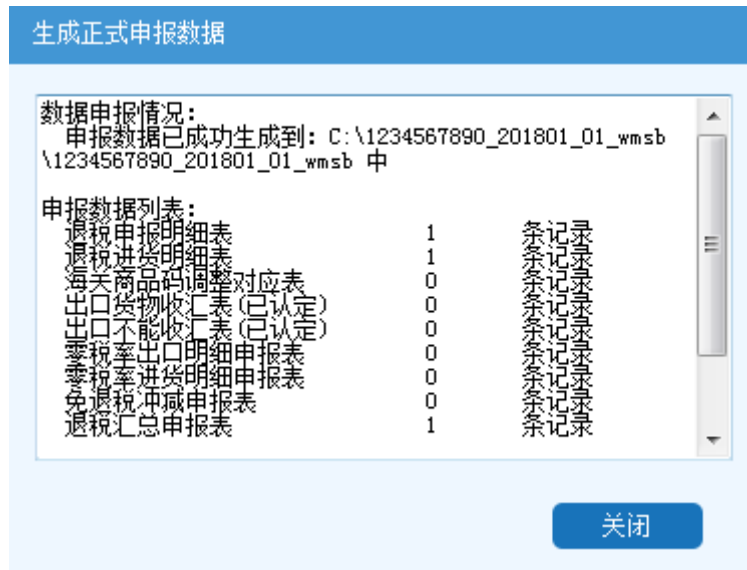 生成正式申报数据
数据申报情况:
申报数据已成功生成到: C:\1234567890_201801_01_wmsb
\1234567890_201801_01_wmsb 中
申报数据列表:
退税申报明细表 1 条记录
退税进货明细表 1 条记录
海关商品码调整对应表 0 条记录
出口货物收汇表(已认定) 0 条记录
出口不能收汇表(已认定) 0 条记录
零税率出口明细申报表 0 条记录
零税率进货明细申报表 0 条记录
免退税冲减申报表 0 条记录
退税汇总申报表 1 条记录
关闭